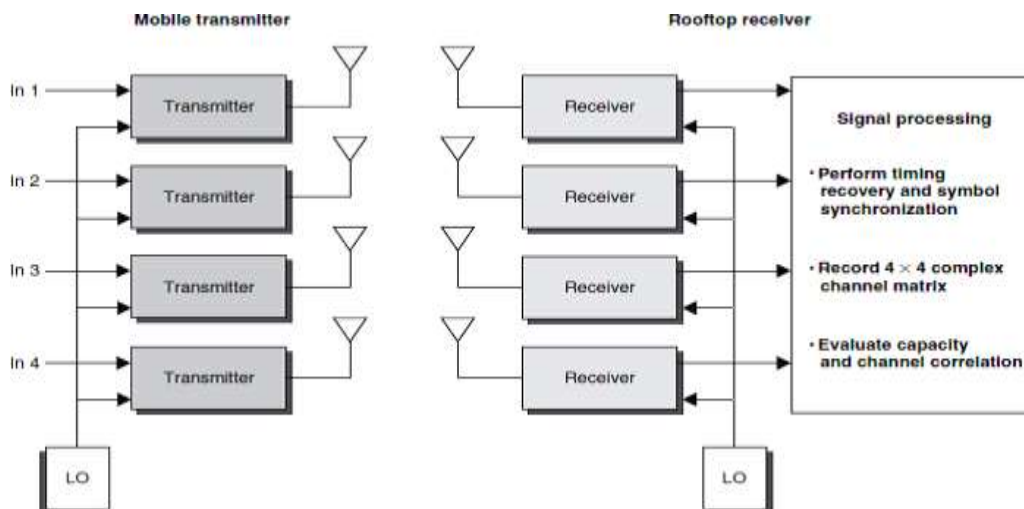 Mobile transmitter
Rooftop receiver
In 1
Transmitter
Receiver
In 2
Transmitter
Receiver
In 3
Transmitter
Receiver
In 4
Transmitter
Receiver
LO
LO
Signal processing
• Perform timing
recovery and symbol
synchronization
• Record 4 × 4 complex
channel matrix
• Evaluate capacity
and channel correlation